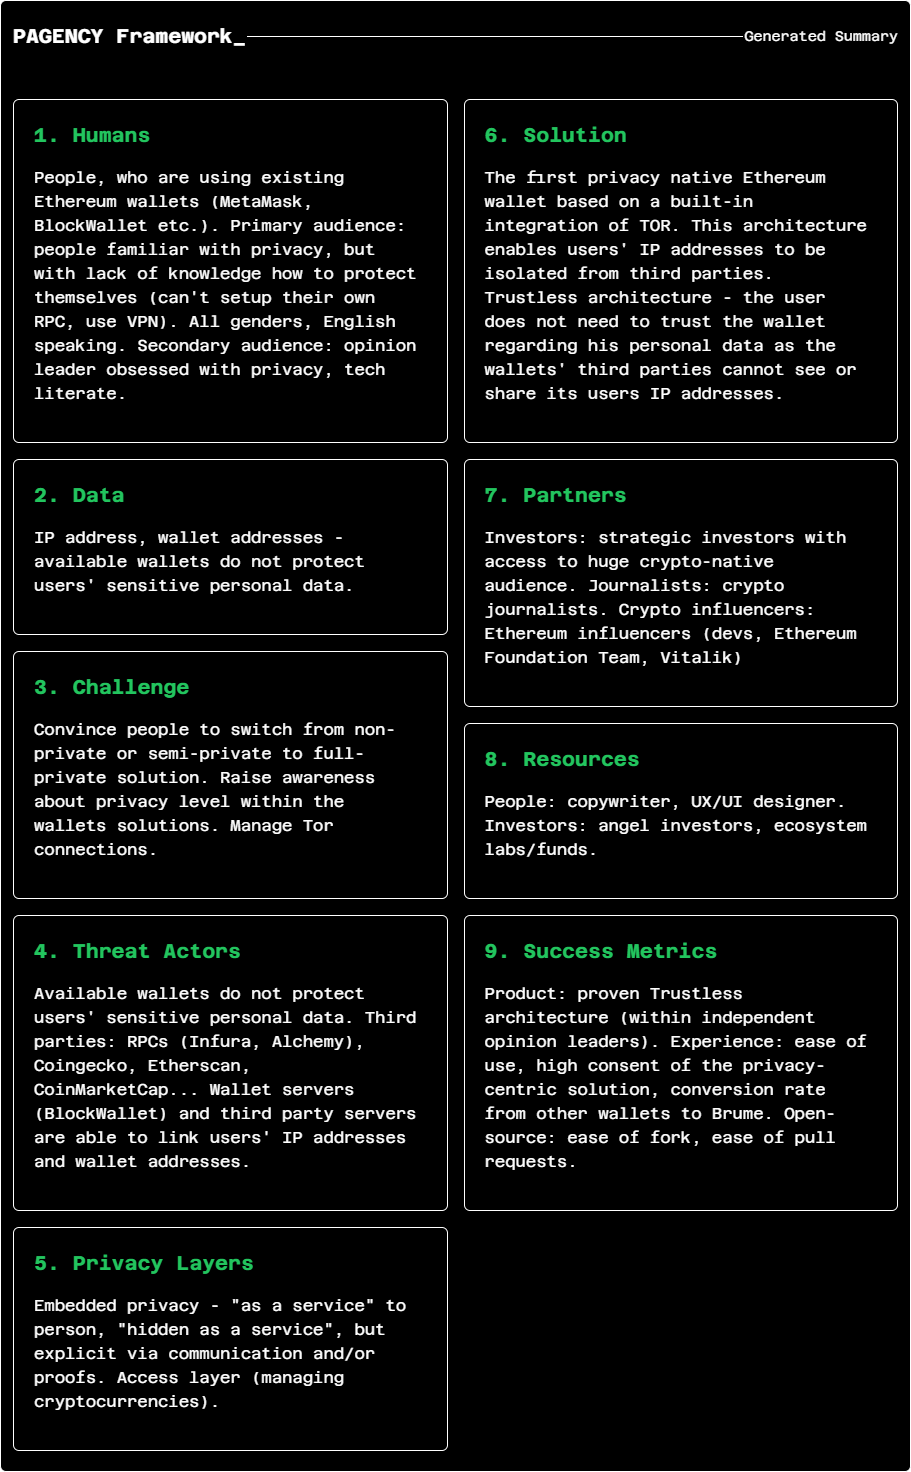 PAGENCY Framework_
Generated Summary
1. Humans
People, who are using existing
Ethereum wallets (MetaMask,
BlockWallet etc.). Primary audience:
people familiar with privacy, but
with lack of knowledge how to protect
themselves (can't setup their own
RPC, use VPN). All genders, English
speaking. Secondary audience: opinion
leader obsessed with privacy, tech
literate.
2. Data
IP address, wallet addresses -
available wallets do not protect
users' sensitive personal data.
3. Challenge
Convince people to switch from non-
private or semi-private to full-
private solution. Raise awareness
about privacy level within the
wallets solutions. Manage Tor
connections.
4. Threat Actors
Available wallets do not protect
users' sensitive personal data. Third
parties: RPCs (Infura, Alchemy),
Coingecko, Etherscan,
CoinMarketCap... Wallet servers
(BlockWallet) and third party servers
are able to link users' IP addresses
and wallet addresses.
5. Privacy Layers
Embedded privacy - "as a service" to
person, "hidden as a service", but
explicit via communication and/or
proofs. Access layer (managing
cryptocurrencies).
6. Solution
The first privacy native Ethereum
wallet based on a built-in
integration of TOR. This architecture
enables users' IP addresses to be
isolated from third parties.
Trustless architecture - the user
does not need to trust the wallet
regarding his personal data as the
wallets' third parties cannot see or
share its users IP addresses.
7. Partners
Investors: strategic investors with
access to huge crypto-native
audience. Journalists: crypto
journalists. Crypto influencers:
Ethereum influencers (devs, Ethereum
Foundation Team, Vitalik)
8. Resources
People: copywriter, UX/UI designer.
Investors: angel investors, ecosystem
labs/funds.
9. Success Metrics
Product: proven Trustless
architecture (within independent
opinion leaders). Experience: ease of
use, high consent of the privacy-
centric solution, conversion rate
from other wallets to Brume. Open-
source: ease of fork, ease of pull
requests.